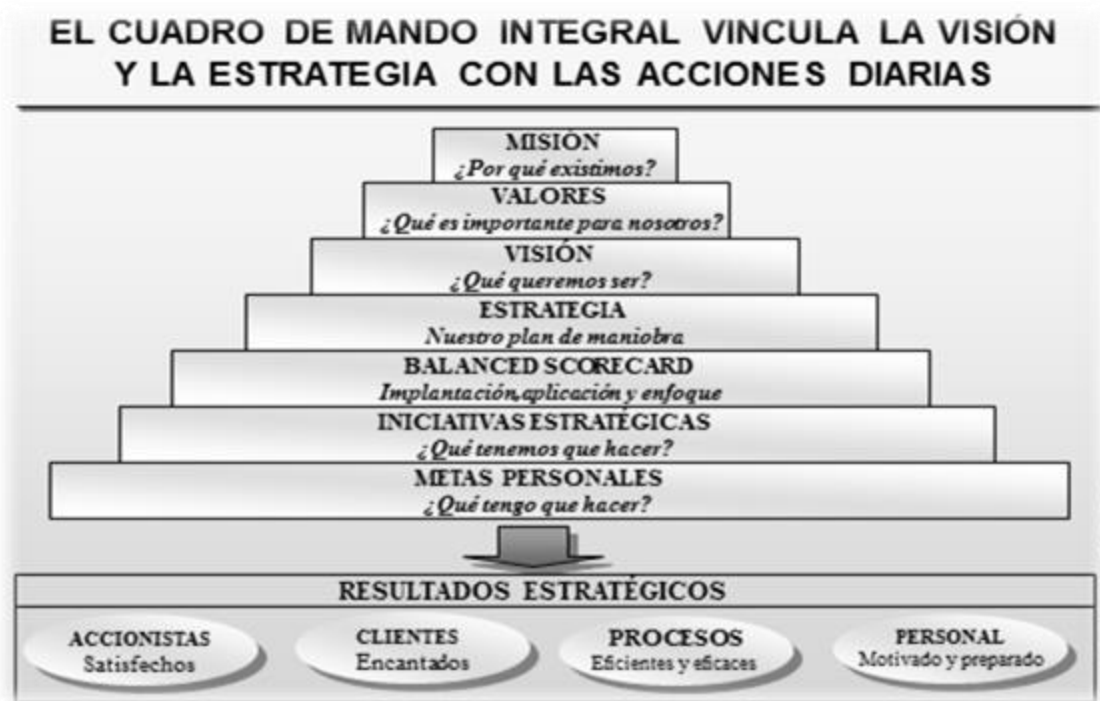 EL CUADRO DE MANDO INTEGRAL VINCULA LA VISIÓN
Y LA ESTRATEGIA CON LAS ACCIONES DIARIAS
MISIÓN
¿Por qué existimos?
VALORES
¿Qué es importante para nosotros?
VISIÓN
¿Qué queremos ser?
ESTRATEGIA
Nuestro plan de maniobra
BALANCED SCORECARD
Implantación,aplicación y enfoque
INICIATIVAS ESTRATÉGICAS
¿Qué tenemos que hacer?
METAS PERSONALES
¿Qué tengo que hacer?
RESULTADOS ESTRATÉGICOS
ACCIONISTAS
Satisfechos
CLIENTES
Encantados
PROCESOS
Eficientes y eficaces
PERSONAL
Motivado y preparado